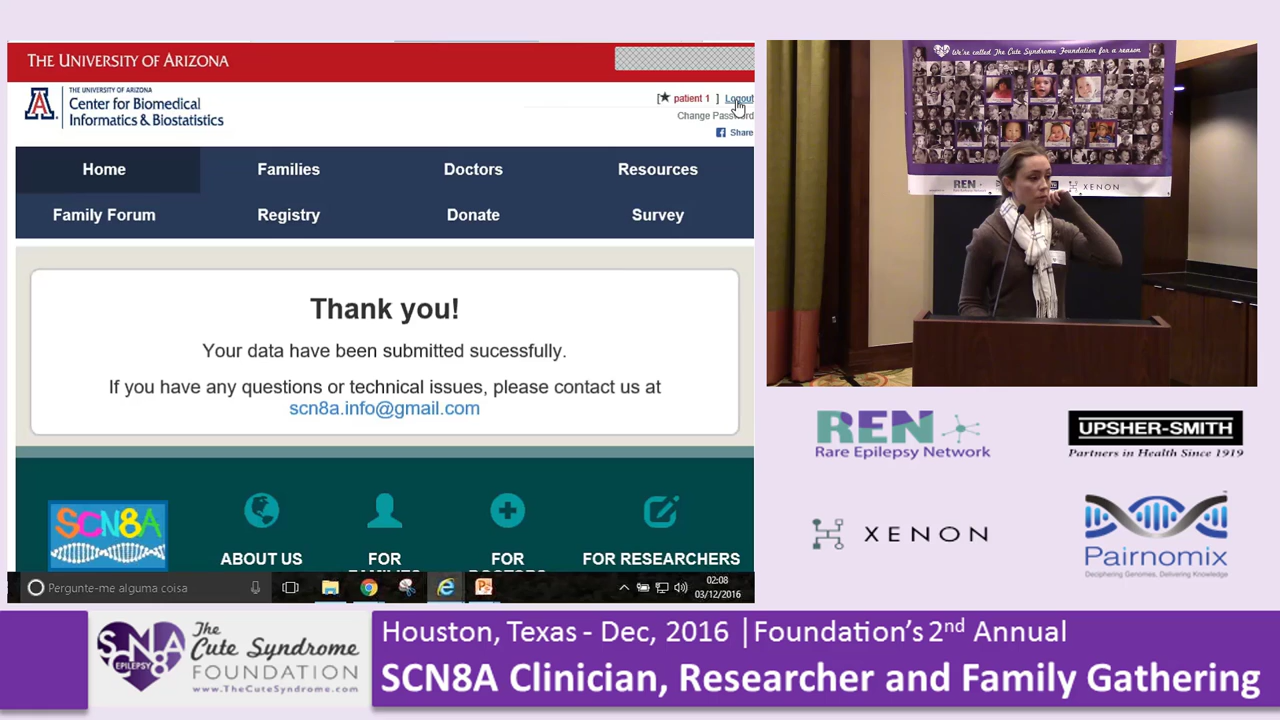 THE UNIVERSITY OF ARIZONA
THE UNIVERSITY OF ARIZONA
Center for Biomedical
Informatics & Biostatistics
[★ patient 1 ] Logout
Change Password
Share
Home
Families
Doctors
Resources
Family Forum
Registry
Donate
Survey
Thank you!
Your data have been submitted sucessfully.
If you have any questions or technical issues, please contact us at
scn8a.info@gmail.com
SCN8A
ABOUT US
FOR
FAMILIES
FOR
DOCTORS
FOR RESEARCHERS
Pergunte-me alguma coisa
02:08
03/12/2016
We're called The Cute Syndrome Foundation for a reason
REN
XENON
REN
Rare Epilepsy Network
UPSHER-SMITH
Partners in Health Since 1919
XENON
Pairnomix
Deciphering Genomes, Delivering Knowledge
SCN8A
EPILEPSY
The
Cute Syndrome
FOUNDATION
www.TheCuteSyndrome.com
Houston, Texas - Dec, 2016 |Foundation's 2nd Annual
SCN8A Clinician, Researcher and Family Gathering